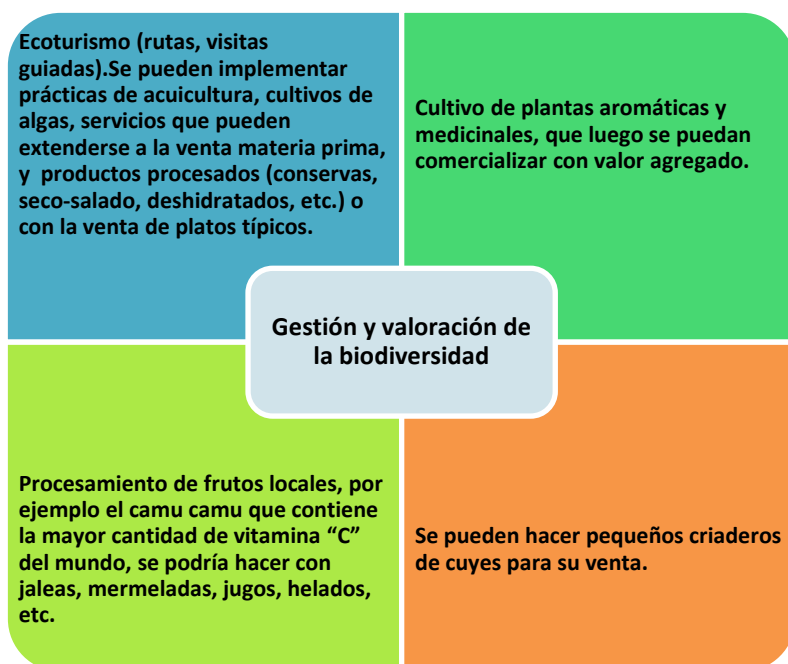 Ecoturismo (rutas, visitas
guiadas).Se pueden implementar
prácticas de acuicultura, cultivos de
algas, servicios que pueden
extenderse a la venta materia prima,
y productos procesados (conservas,
seco-salado, deshidratados, etc.) o
con la venta de platos típicos.
Cultivo de plantas aromáticas y
medicinales, que luego se puedan
comercializar con valor agregado.
Gestión y valoración de
la biodiversidad
Procesamiento de frutos locales, por
ejemplo el camu camu que contiene
la mayor cantidad de vitamina “C”
del mundo, se podría hacer con
jaleas, mermeladas, jugos, helados,
etc.
Se pueden hacer pequeños criaderos
de cuyes para su venta.